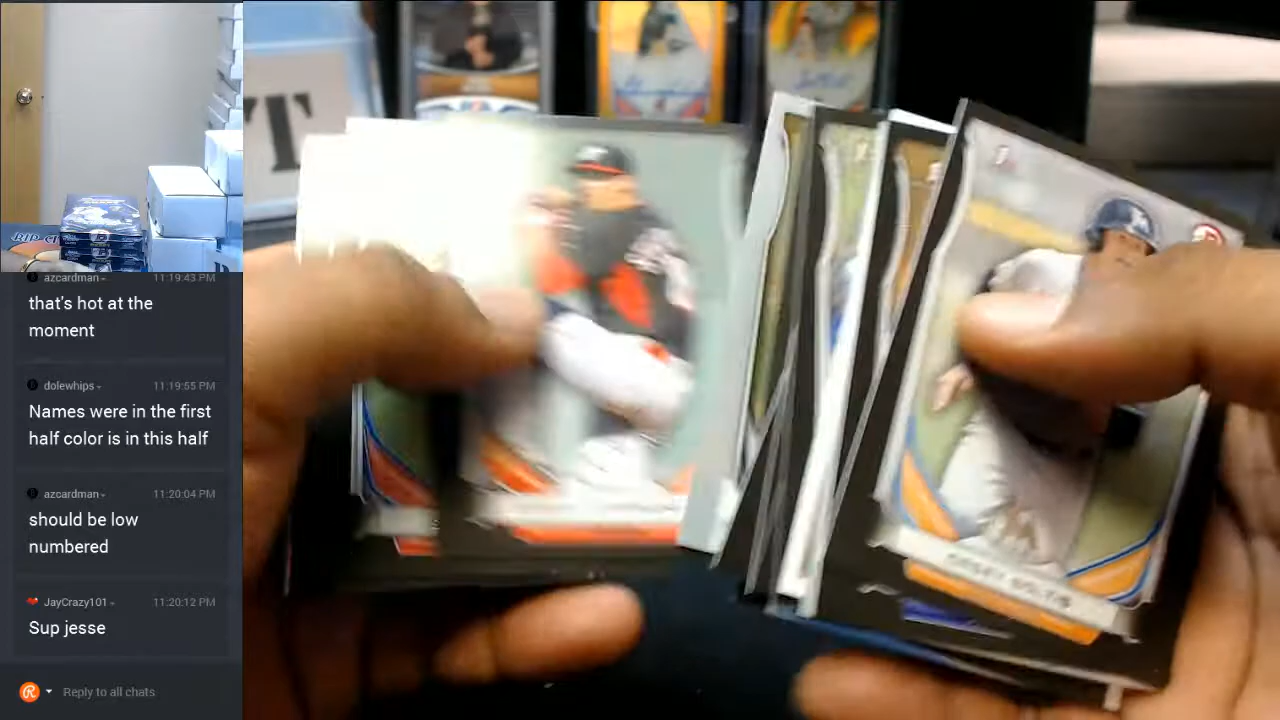 T
RIP-C
azcardman
11:19:43 PM
that's hot at the
moment
dolewhips
11:19:55 PM
Names were in the first
half color is in this half
azcardman
11:20:04 PM
should be low
numbered
JayCrazy101
11:20:12 PM
Sup jesse
Reply to all chats